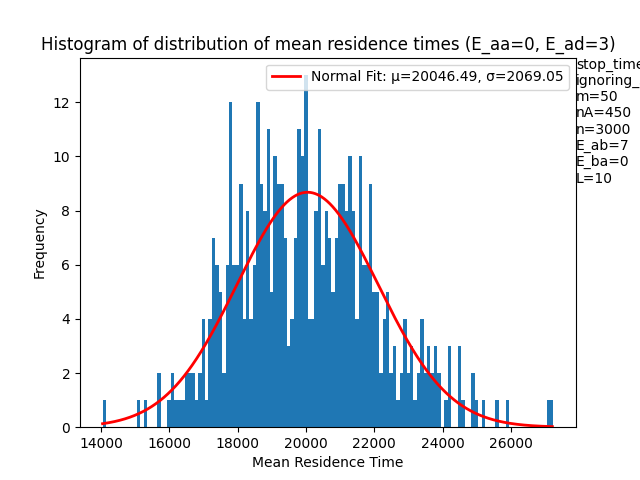 Histogram of distribution of mean residence times (E_aa=0, E_ad=3)
Normal Fit: μ=20046.49, σ=2069.05
stop_time
ignoring_
m=50
nA=450
n=3000
E_ab=7
E_ba=0
L=10
Frequency
12
10
8
6
4
2
0
14000 16000 18000 20000 22000 24000 26000
Mean Residence Time